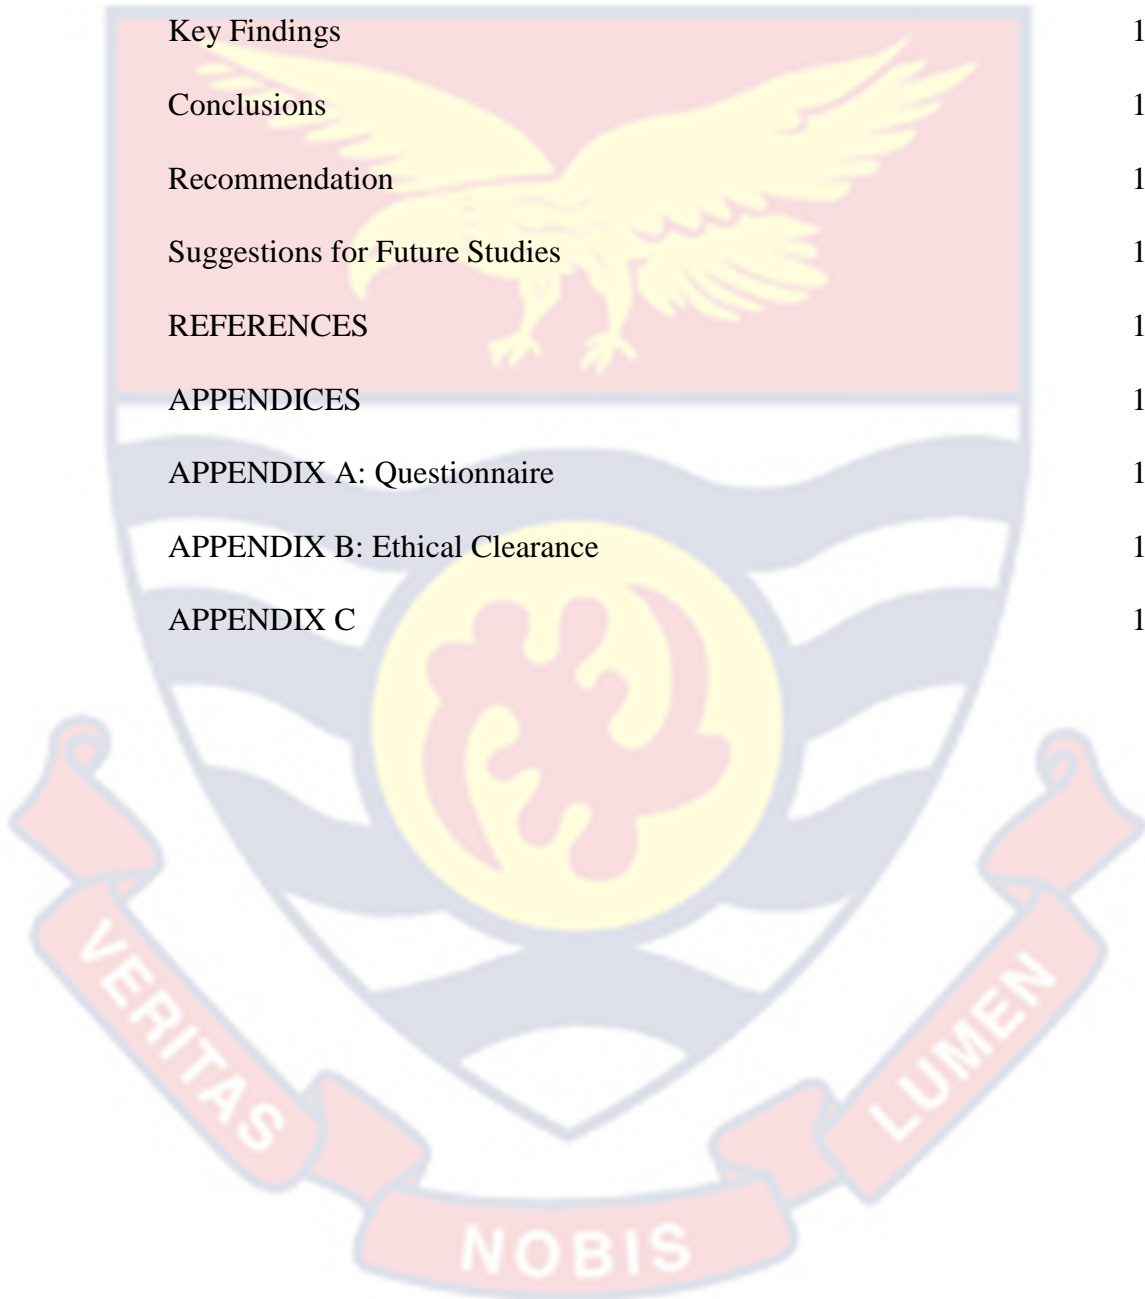 Key Findings 1
Conclusions 1
Recommendation 1
Suggestions for Future Studies 1
REFERENCES 1
APPENDICES 1
APPENDIX A: Questionnaire 1
APPENDIX B: Ethical Clearance 1
APPENDIX C 1
VERITAS
NOBIS
LUMEN